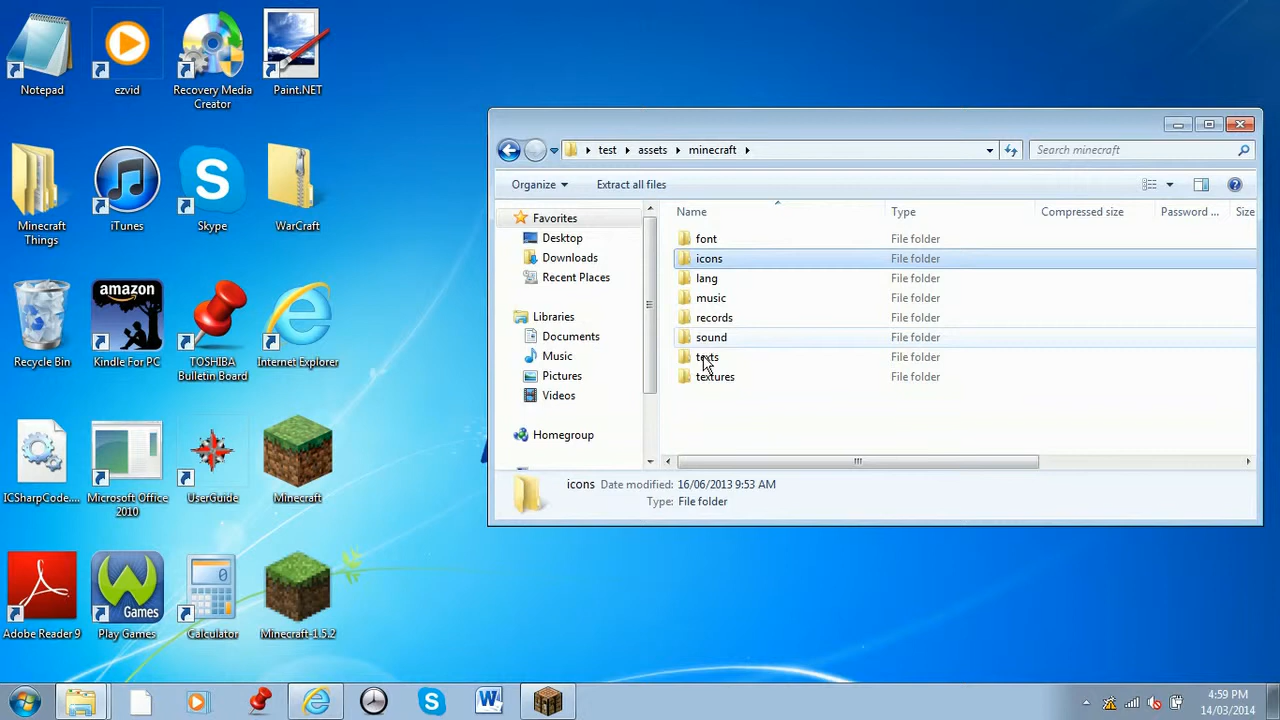 Notepad
ezvid
Recovery Media
Creator
Paint.NET
Minecraft
Things
iTunes
S
Skype
WarCraft
Recycle Bin
amazon
Kindle For PC
TOSHIBA
Bulletin Board
Internet Explorer
ICSharpCode....
Microsoft Office
2010
UserGuide
Minecraft
Adobe Reader 9
W
Games
Play Games
0
Calculator
Minecraft-1.5.2
test
assets
minecraft
Search minecraft
Organize
Extract all files
Favorites
Desktop
Downloads
Recent Places
Libraries
Documents
Music
Pictures
Videos
Homegroup
Name Type Compressed size Password ... Size
font File folder
icons File folder
lang File folder
music File folder
records File folder
sound File folder
texts File folder
textures File folder
icons Date modified: 16/06/2013 9:53 AM
Type: File folder
S
W
4:59 PM
14/03/2014